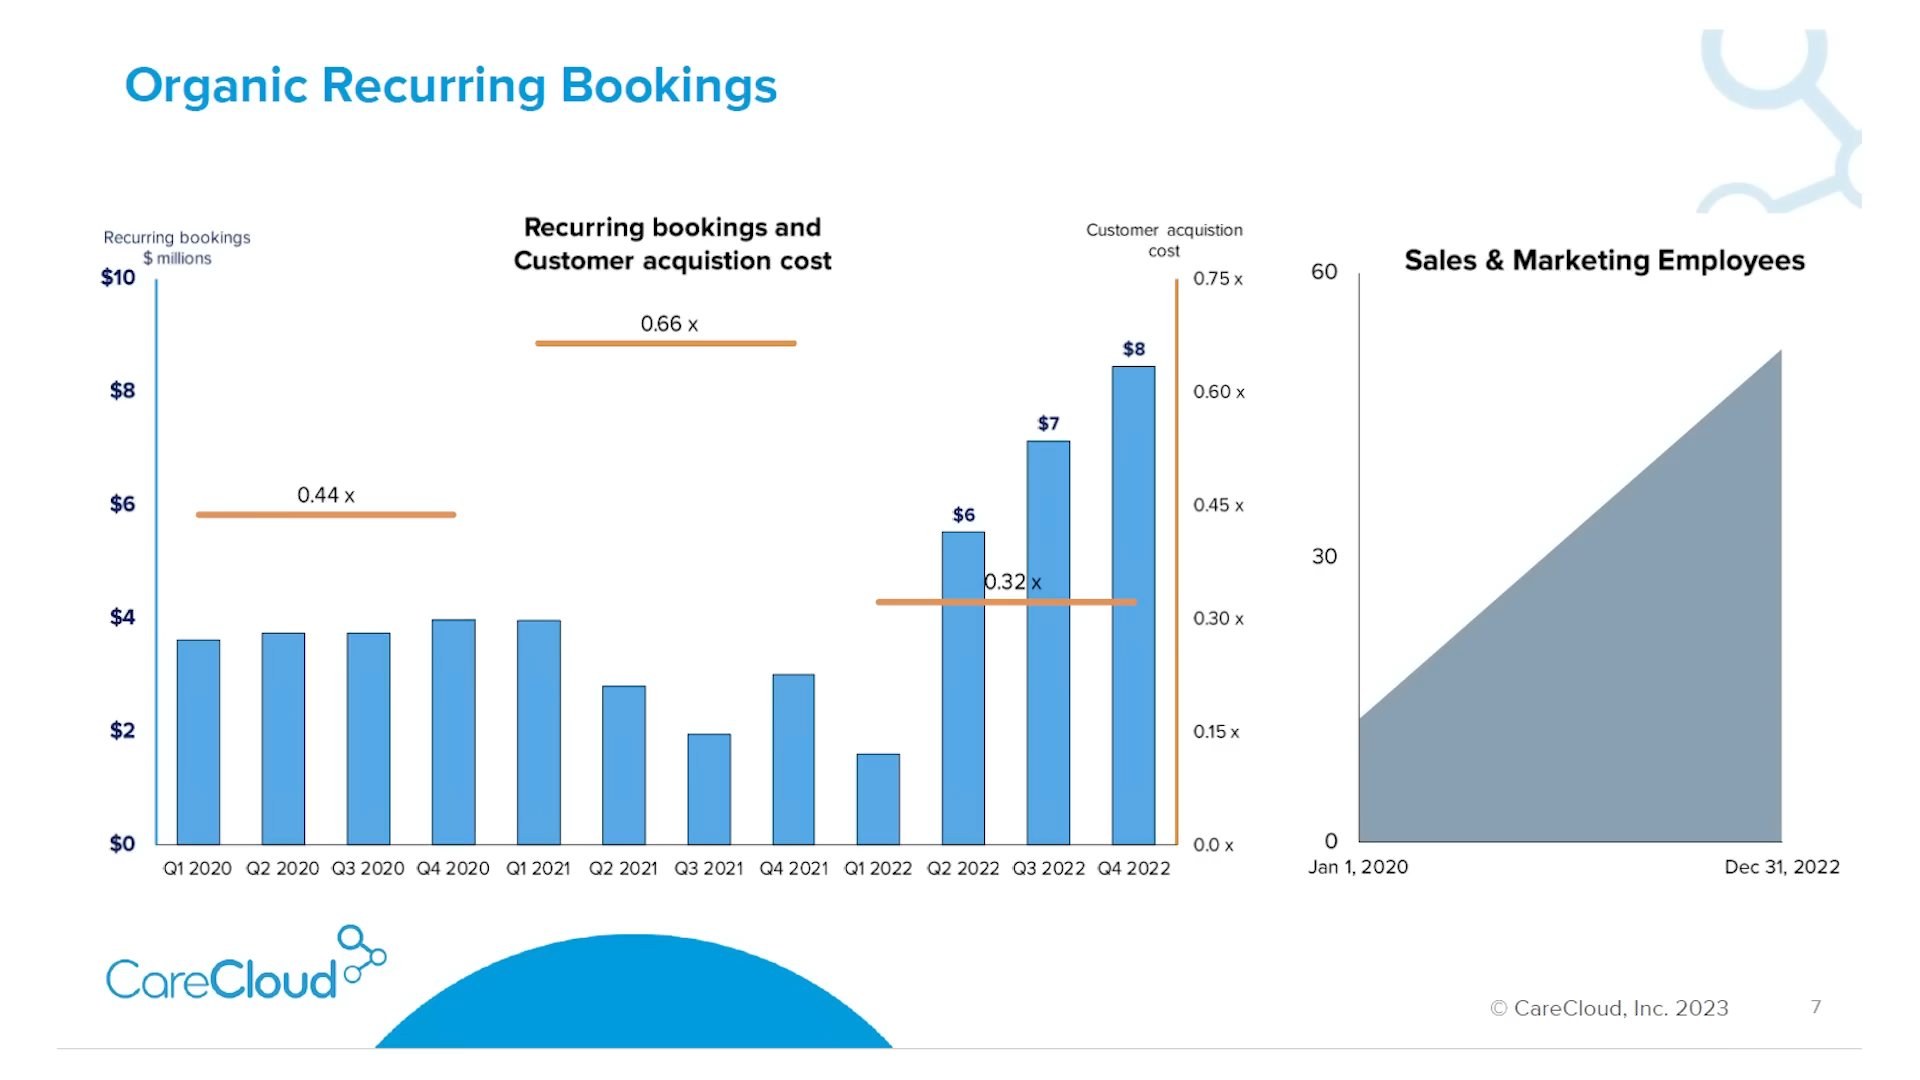 Organic Recurring Bookings
Recurring bookings
$ millions
Recurring bookings and
Customer acquistion cost
Customer acquistion
cost
$10
$8
$6
$4
$2
$0
0.44 x
0.66 x
0.32 x
$6
$7
$8
0.75 x
0.60 x
0.45 x
0.30 x
0.15 x
0.0 x
Q1 2020 Q2 2020 Q3 2020 Q4 2020 Q1 2021 Q2 2021 Q3 2021 Q4 2021 Q1 2022 Q2 2022 Q3 2022 Q4 2022
Sales & Marketing Employees
60
30
0
Jan 1, 2020 Dec 31, 2022
CareCloud
© CareCloud, Inc. 2023 7